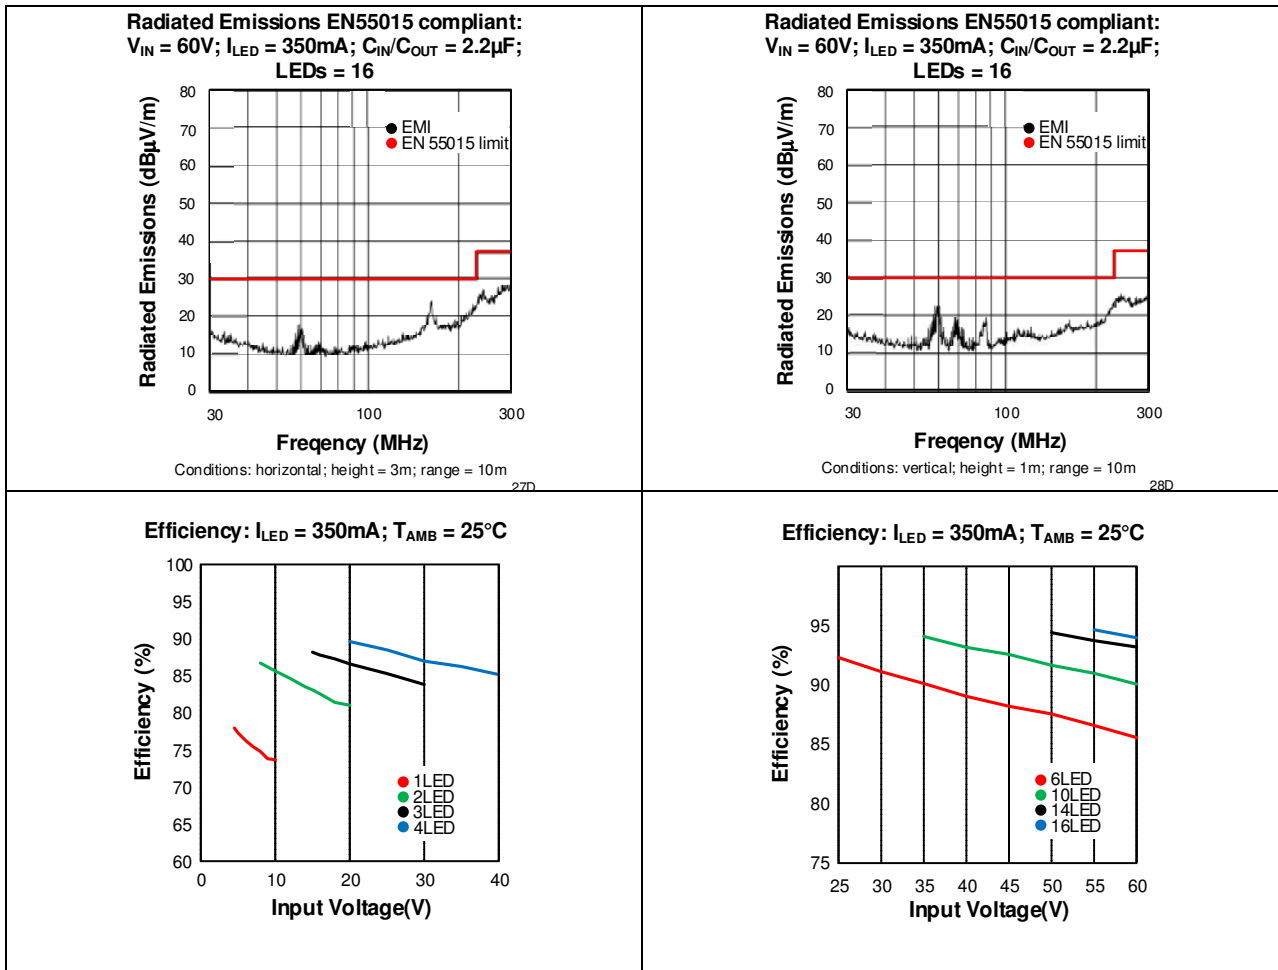 Radiated Emissions EN55015 compliant:
VIN = 60V; ILED = 350mA; CIN/COUT = 2.2µF;
LEDs = 16
80
70
60
50
40
30
20
10
0
Radiated Emissions (dBµV/m)
EMI
EN 55015 limit
30
100
300
Freqency (MHz)
Conditions: horizontal; height = 3m; range = 10m
27D
Radiated Emissions EN55015 compliant:
VIN = 60V; ILED = 350mA; CIN/COUT = 2.2µF;
LEDs = 16
80
70
60
50
40
30
20
10
0
Radiated Emissions (dBµV/m)
EMI
EN 55015 limit
30
100
300
Freqency (MHz)
Conditions: vertical; height = 1m; range = 10m
28D
Efficiency: ILED = 350mA; TAMB = 25°C
100
95
90
85
80
75
70
65
60
Efficiency (%)
1LED
2LED
3LED
4LED
0
10
20
30
40
Input Voltage(V)
Efficiency: ILED = 350mA; TAMB = 25°C
95
90
85
80
75
Efficiency (%)
6LED
10LED
14LED
16LED
25
30
35
40
45
50
55
60
Input Voltage(V)